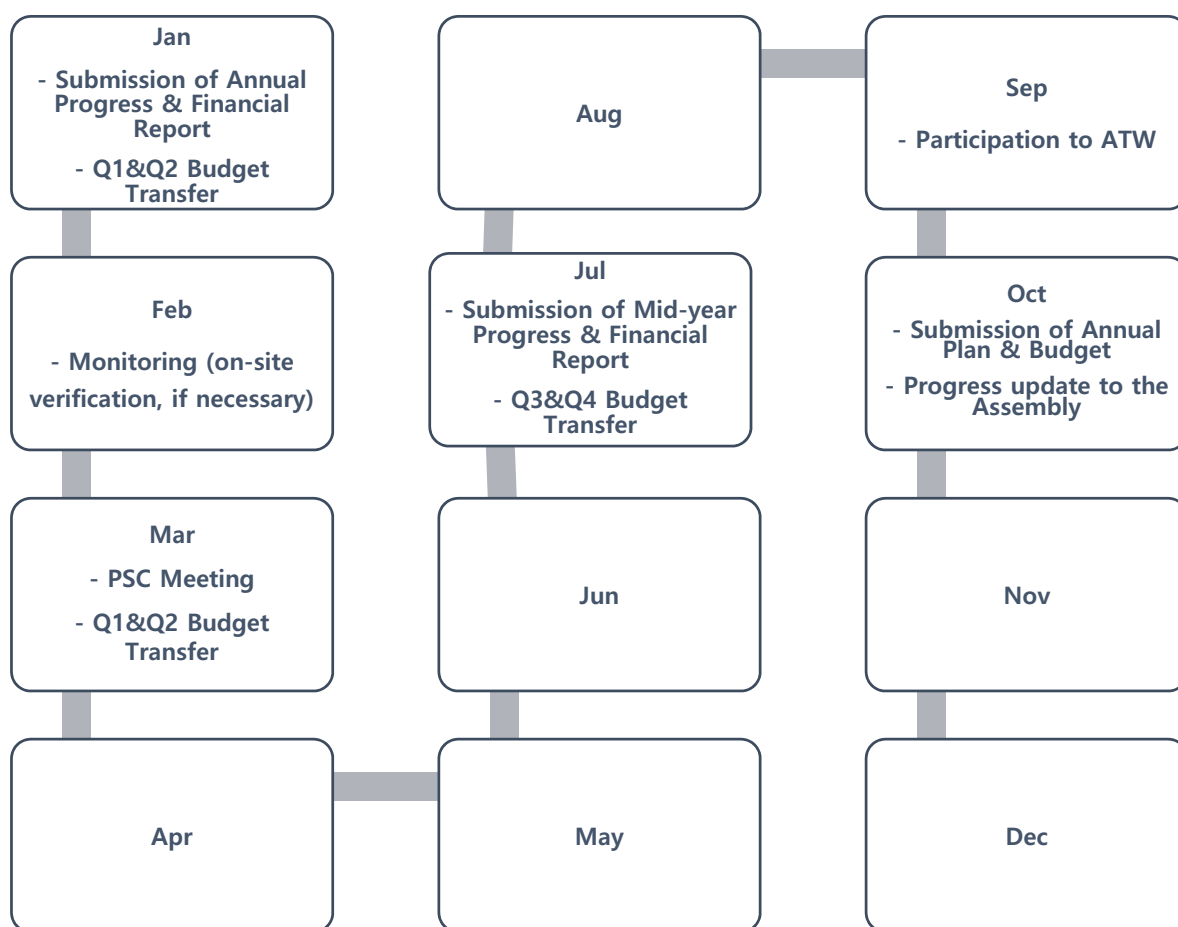 Jan
- Submission of Annual
Progress & Financial
Report
- Q1&Q2 Budget
Transfer
Feb
- Monitoring (on-site
verification, if necessary)
Mar
- PSC Meeting
- Q1&Q2 Budget
Transfer
Apr
May
Jun
Jul
- Submission of Mid-year
Progress & Financial
Report
- Q3&Q4 Budget
Transfer
Aug
Sep
- Participation to ATW
Oct
- Submission of Annual
Plan & Budget
- Progress update to the
Assembly
Nov
Dec